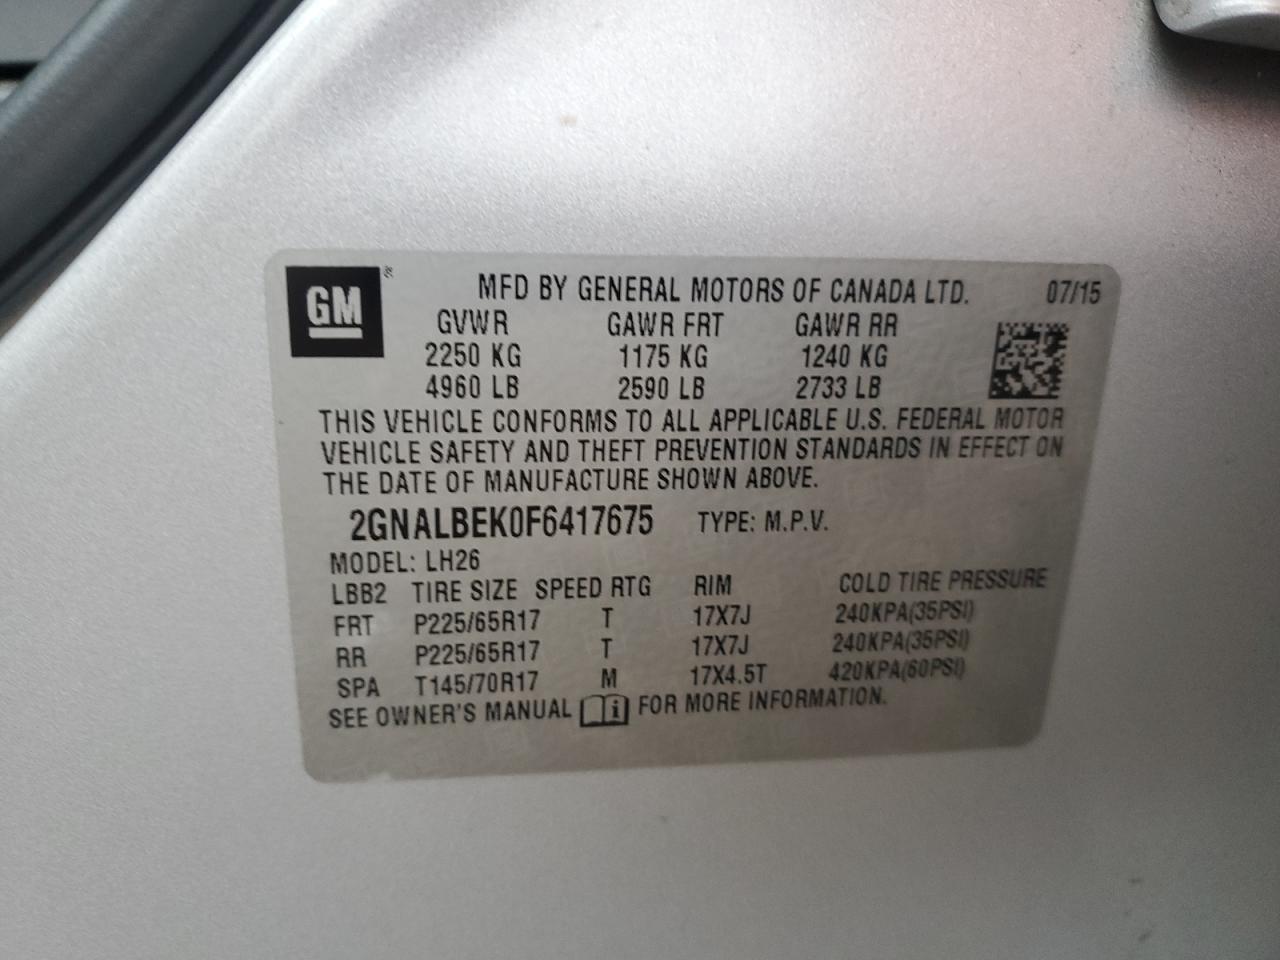 GM ®
MFD BY GENERAL MOTORS OF CANADA LTD. 07/15
GVWR GAWR FRT GAWR RR
2250 KG 1175 KG 1240 KG
4960 LB 2590 LB 2733 LB
THIS VEHICLE CONFORMS TO ALL APPLICABLE U.S. FEDERAL MOTOR
VEHICLE SAFETY AND THEFT PREVENTION STANDARDS IN EFFECT ON
THE DATE OF MANUFACTURE SHOWN ABOVE.
2GNALBEK0F6417675 TYPE: M.P.V.
MODEL: LH26
LBB2 TIRE SIZE SPEED RTG RIM COLD TIRE PRESSURE
FRT P225/65R17 T 17X7J 240KPA(35PSI)
RR P225/65R17 T 17X7J 240KPA(35PSI)
SPA T145/70R17 M 17X4.5T 420KPA(60PSI)
SEE OWNER'S MANUAL i FOR MORE INFORMATION.